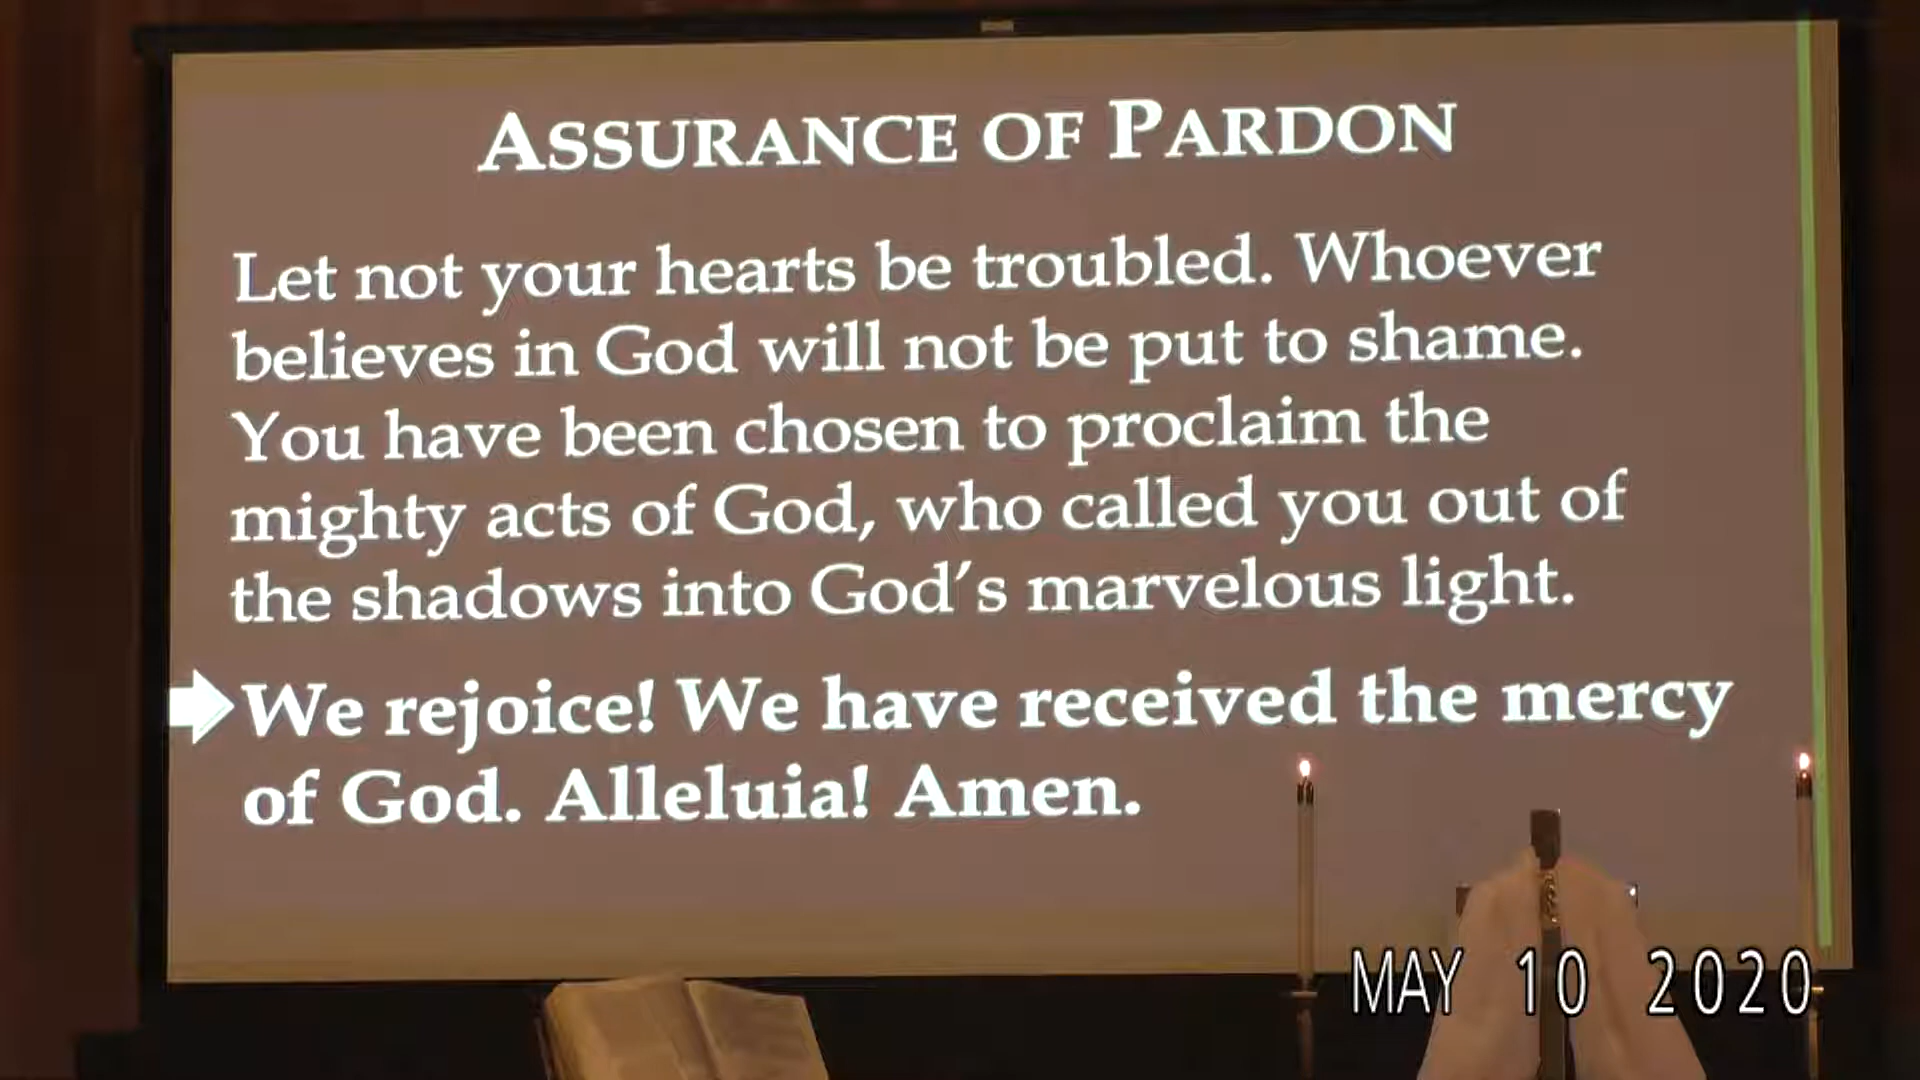 ASSURANCE OF PARDON
Let not your hearts be troubled. Whoever
believes in God will not be put to shame.
You have been chosen to proclaim the
mighty acts of God, who called you out of
the shadows into God's marvelous light.
We rejoice! We have received the mercy
of God. Alleluia! Amen.
MAY 10 2020